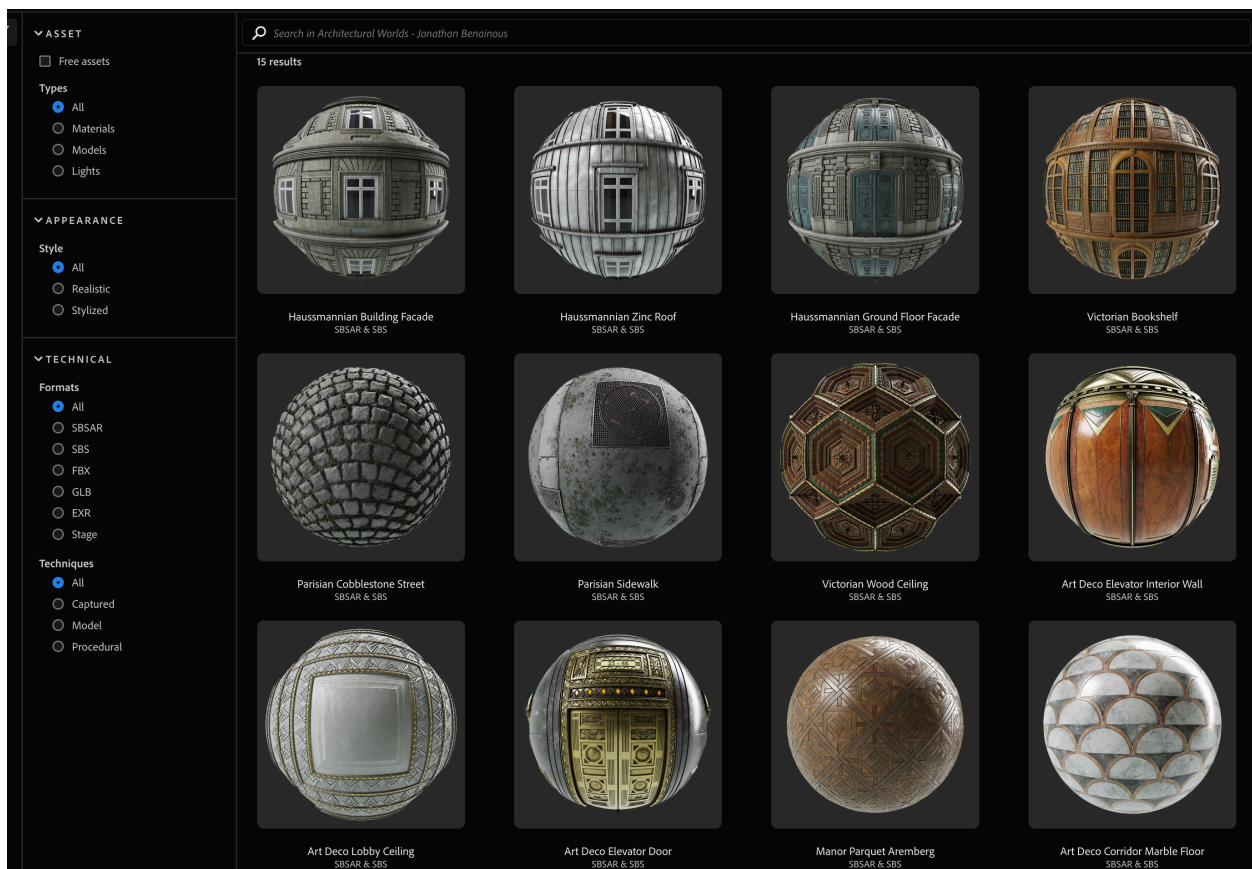 ASSET
Free assets
Types
All
Materials
Models
Lights
APPEARANCE
Style
All
Realistic
Stylized
TECHNICAL
Formats
All
SBSAR
SBS
FBX
GLB
EXR
Stage
Techniques
All
Captured
Model
Procedural
Search in Architectural Worlds - Jonathan Benainous
15 results
Haussmannian Building Facade
SBSAR & SBS
Haussmannian Zinc Roof
SBSAR & SBS
Haussmannian Ground Floor Facade
SBSAR & SBS
Victorian Bookshelf
SBSAR & SBS
Parisian Cobblestone Street
SBSAR & SBS
Parisian Sidewalk
SBSAR & SBS
Victorian Wood Ceiling
SBSAR & SBS
Art Deco Elevator Interior Wall
SBSAR & SBS
Art Deco Lobby Ceiling
SBSAR & SBS
Art Deco Elevator Door
SBSAR & SBS
Manor Parquet Aremberg
SBSAR & SBS
Art Deco Corridor Marble Floor
SBSAR & SBS